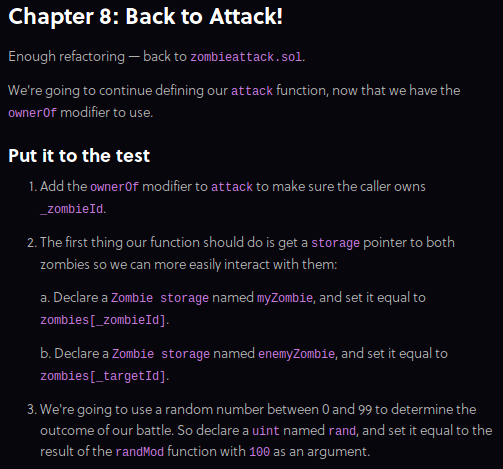 Chapter 8: Back to Attack!
Enough refactoring — back to zombieattack.sol.
We're going to continue defining our attack function, now that we have the
ownerOf modifier to use.
Put it to the test
1. Add the ownerOf modifier to attack to make sure the caller owns
_zombieId.
2. The first thing our function should do is get a storage pointer to both
zombies so we can more easily interact with them:
a. Declare a Zombie storage named myZombie, and set it equal to
zombies[_zombieId].
b. Declare a Zombie storage named enemyZombie, and set it equal to
zombies[_targetId].
3. We're going to use a random number between 0 and 99 to determine the
outcome of our battle. So declare a uint named rand, and set it equal to the
result of the randMod function with 100 as an argument.